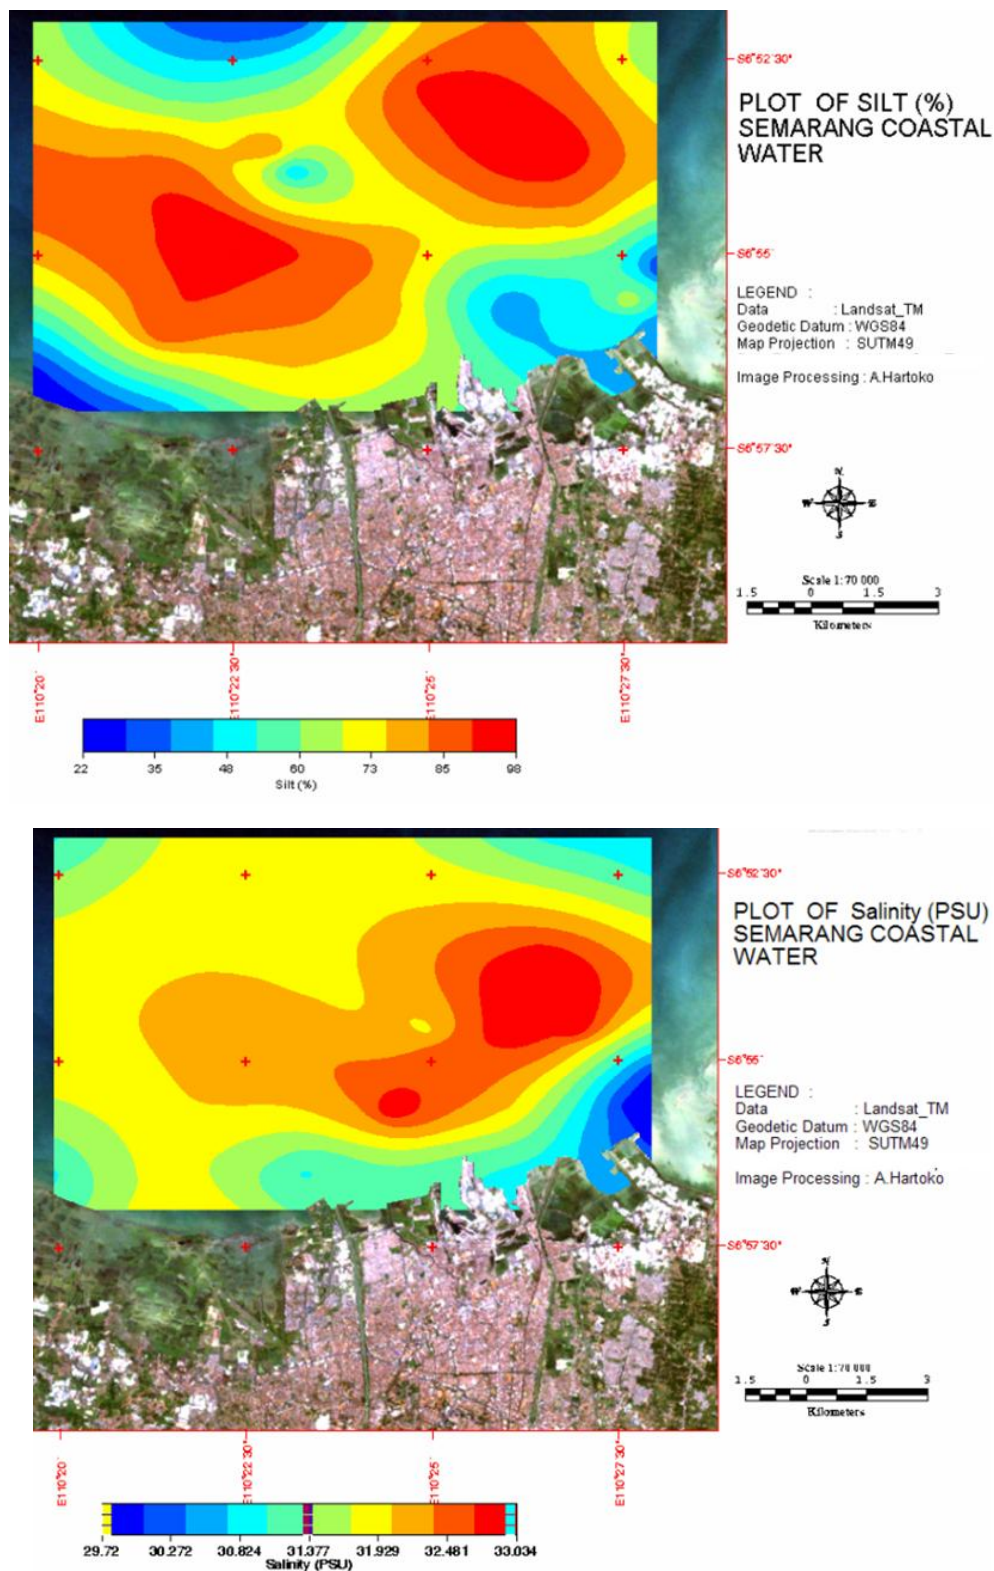 S6°52'30"
PLOT OF SILT (%)
SEMARANG COASTAL
WATER
S6°55'
LEGEND :
Data : Landsat_TM
Geodetic Datum : WGS84
Map Projection : SUTM49
Image Processing : A.Hartoko
S6°57'30"
N
W E
S
Scale 1:70 000
1.5 0 1.5 3
Kilometers
E110°20' E110°22'30" E110°25' E110°27'30"
22 35 48 60 73 85 98
Silt (%)
S6°52'30"
PLOT OF Salinity (PSU)
SEMARANG COASTAL
WATER
S6°55'
LEGEND :
Data : Landsat_TM
Geodetic Datum : WGS84
Map Projection : SUTM49
Image Processing : A.Hartoko
S6°57'30"
N
W E
S
Scale 1:70 000
1.5 0 1.5 3
Kilometers
E110°20' E110°22'30" E110°25' E110°27'30"
29.72 30.272 30.824 31.377 31.929 32.481 33.034
Salinity (PSU)